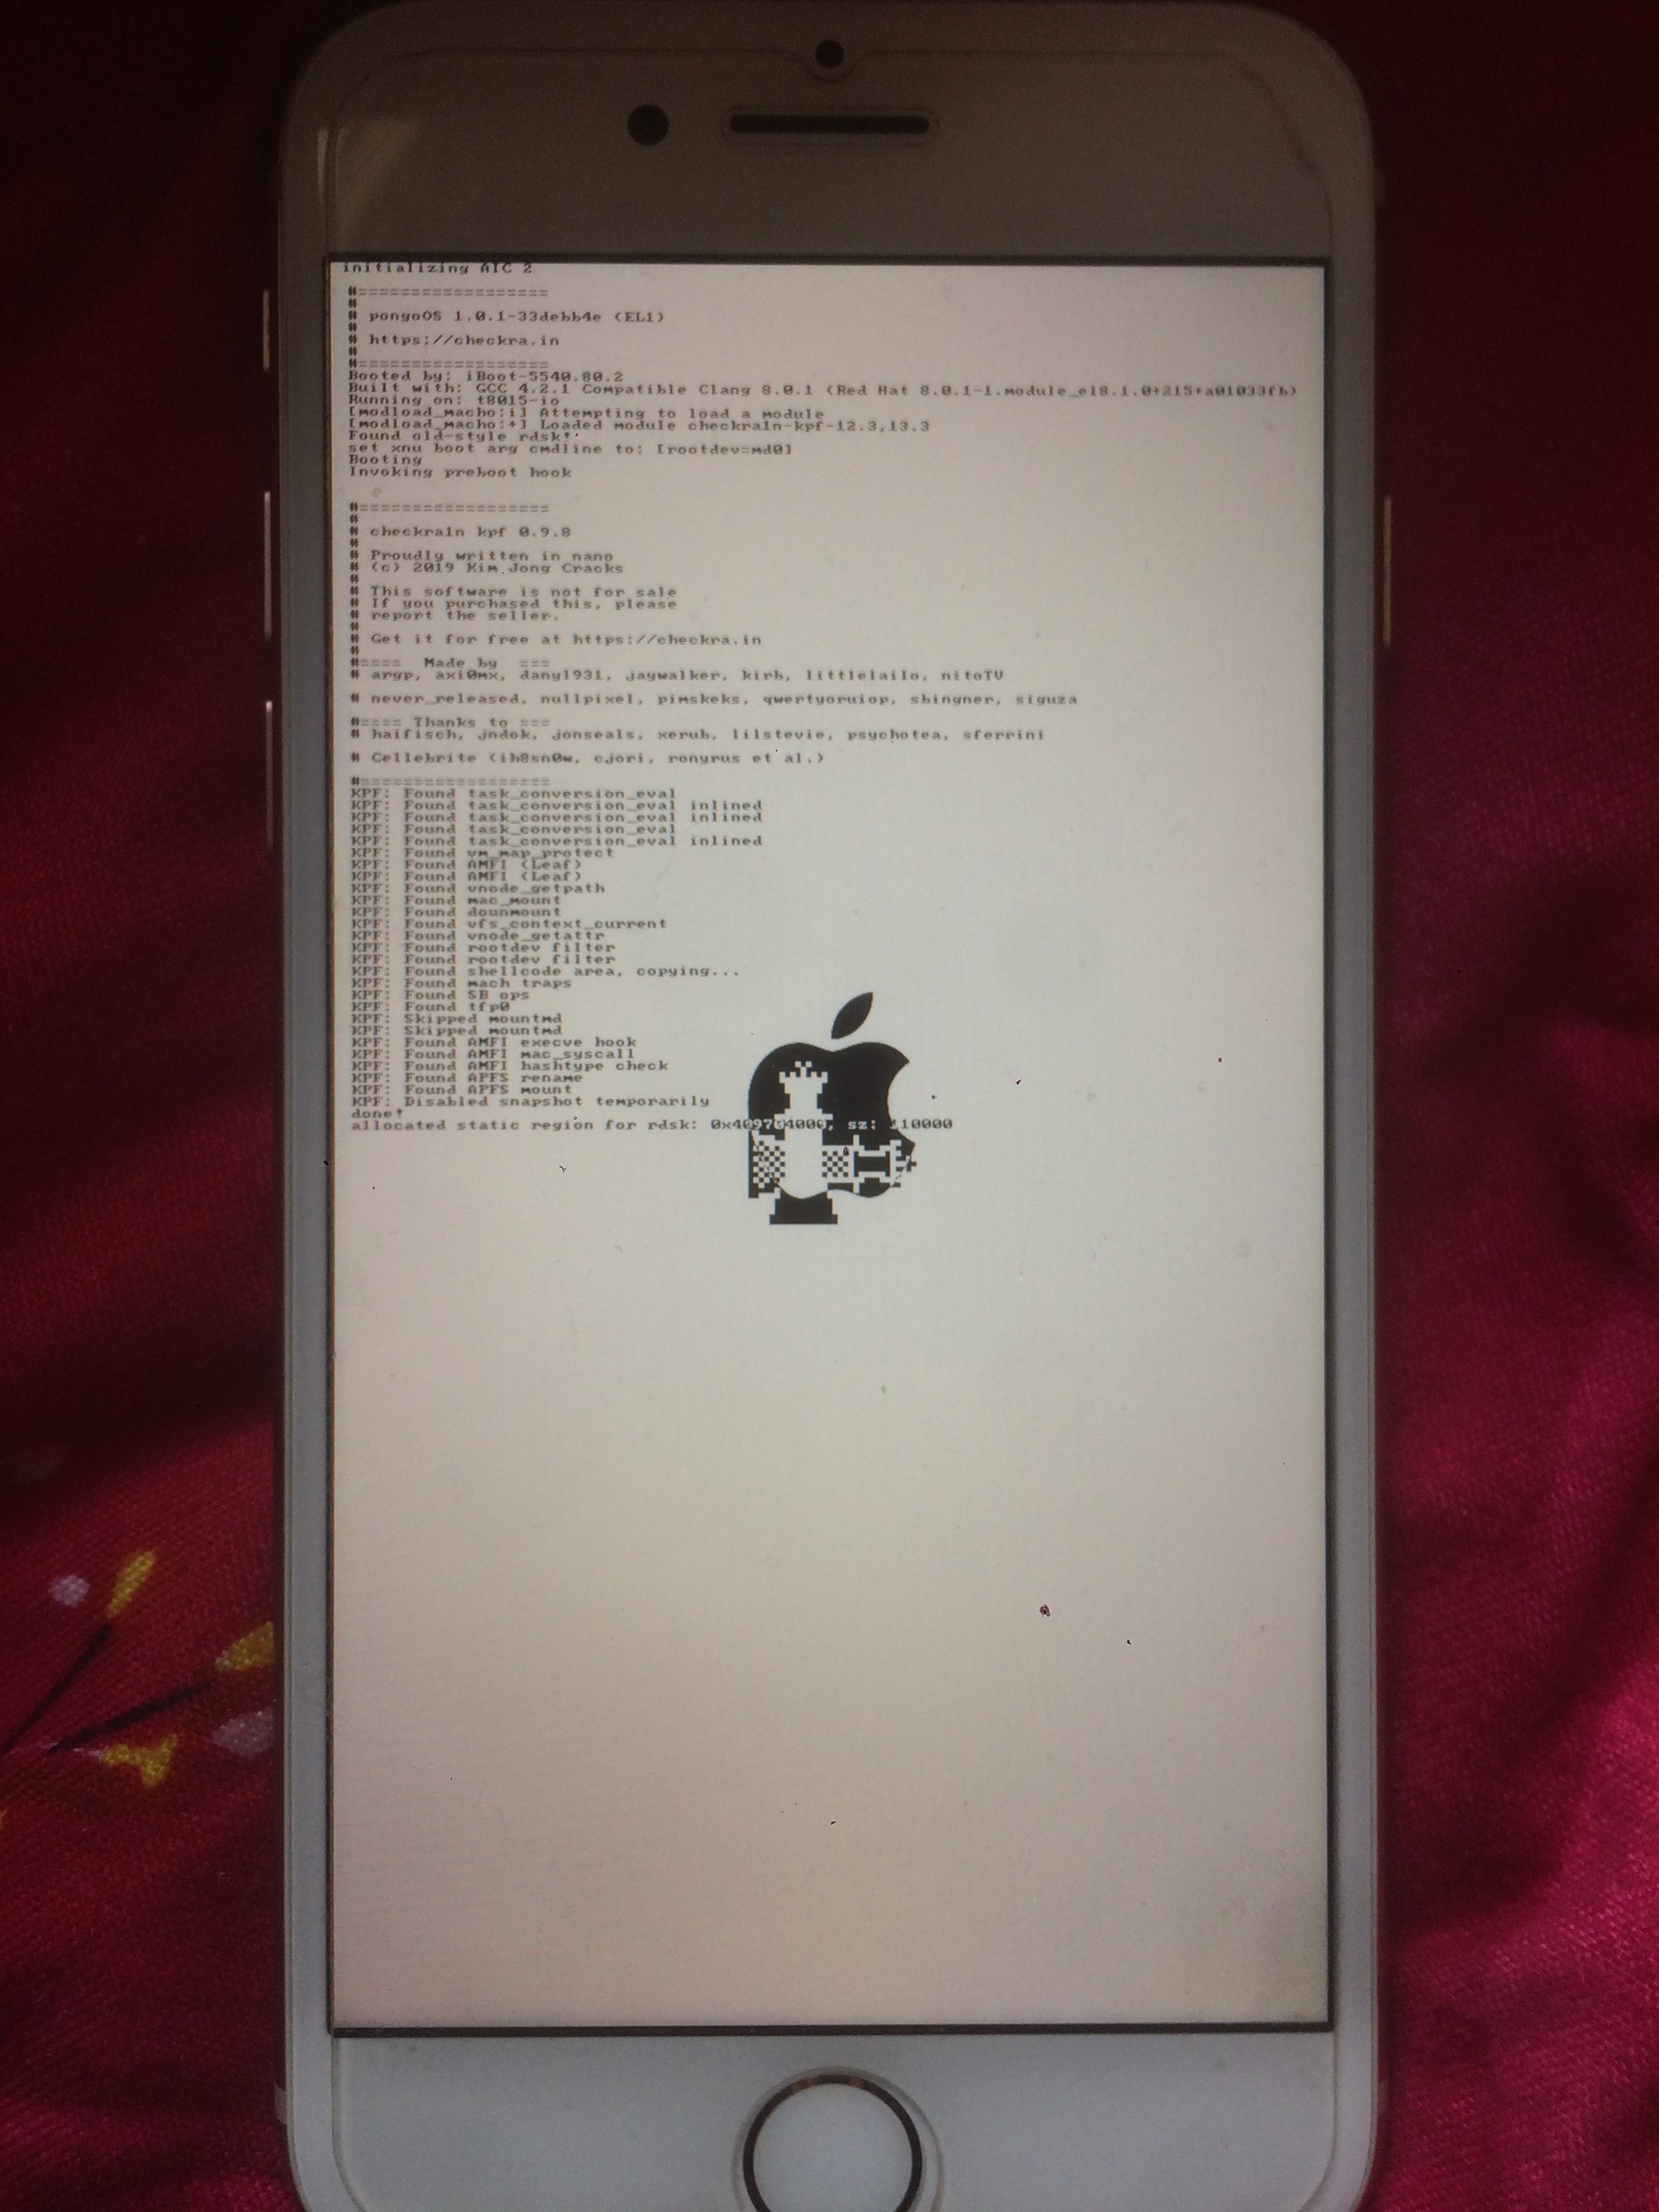 initializing AIC 2
#==================
#
# pongoOS 1.0.1-33debb4e (EL1)
#
# https://checkra.in
#
#==================
Booted by: iBoot-5540.80.2
Built with: GCC 4.2.1 Compatible Clang 8.0.1 (Red Hat 8.0.1-1.module_el8.1.0+215+a01033fb)
Running on: t8015-io
[modload_macho:i] Attempting to load a module
[modload_macho:+] Loaded module checkra1n-kpf-12.3,13.3
Found old-style rdsk!
set xnu boot arg cmdline to: [rootdev=md0]
Booting
Invoking preboot hook
#==================
#
# checkra1n kpf 0.9.8
#
# Proudly written in nano
# (c) 2019 Kim Jong Cracks
#
# This software is not for sale
# If you purchased this, please
# report the seller.
#
# Get it for free at https://checkra.in
#
#====  Made by  ===
# argp, axi0mx, danyl931, jaywalker, kirb, littlelailo, nitoTV
# never_released, nullpixel, pimskeks, qwertyoruiop, sbingner, siguza
#==== Thanks to ===
# haifisch, jndok, jonseals, xerub, lilstevie, psychotea, sferrini
# Cellebrite (ih8sn0w, cjori, ronyrus et al.)
#==================
KPF: Found task_conversion_eval
KPF: Found task_conversion_eval inlined
KPF: Found task_conversion_eval inlined
KPF: Found task_conversion_eval
KPF: Found task_conversion_eval inlined
KPF: Found vm_map_protect
KPF: Found AMFI (Leaf)
KPF: Found AMFI (Leaf)
KPF: Found vnode_getpath
KPF: Found mac_mount
KPF: Found dounmount
KPF: Found vfs_context_current
KPF: Found vnode_getattr
KPF: Found rootdev filter
KPF: Found rootdev filter
KPF: Found shellcode area, copying...
KPF: Found mach traps
KPF: Found SB ops
KPF: Found tfp0
KPF: Skipped mountmd
KPF: Skipped mountmd
KPF: Found AMFI execve hook
KPF: Found AMFI mac_syscall
KPF: Found AMFI hashtype check
KPF: Found APFS rename
KPF: Found APFS mount
KPF: Disabled snapshot temporarily
done!
allocated static region for rdsk: sz: